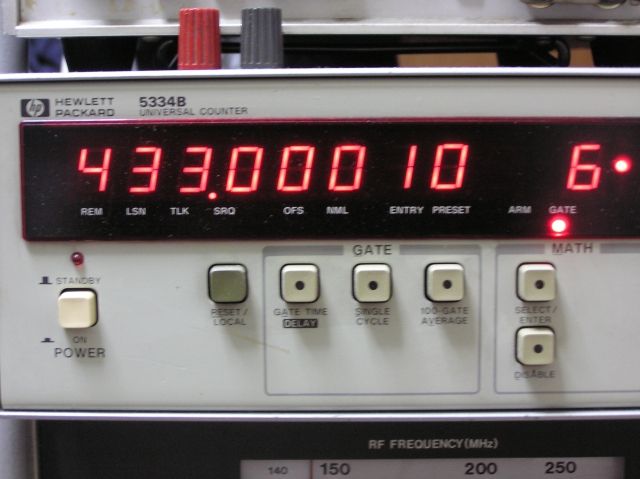 hp HEWLETT PACKARD 5334B
UNIVERSAL COUNTER
433.00010 6
REM LSN TLK SRQ OFS NML ENTRY PRESET ARM GATE
GATE MATH
STANDBY
RESET/ LOCAL
GATE TIME
DELAY
SINGLE CYCLE
100-GATE AVERAGE
SELECT/ ENTER
ON
POWER
DISABLE
RF FREQUENCY(MHz)
140 150 200 250